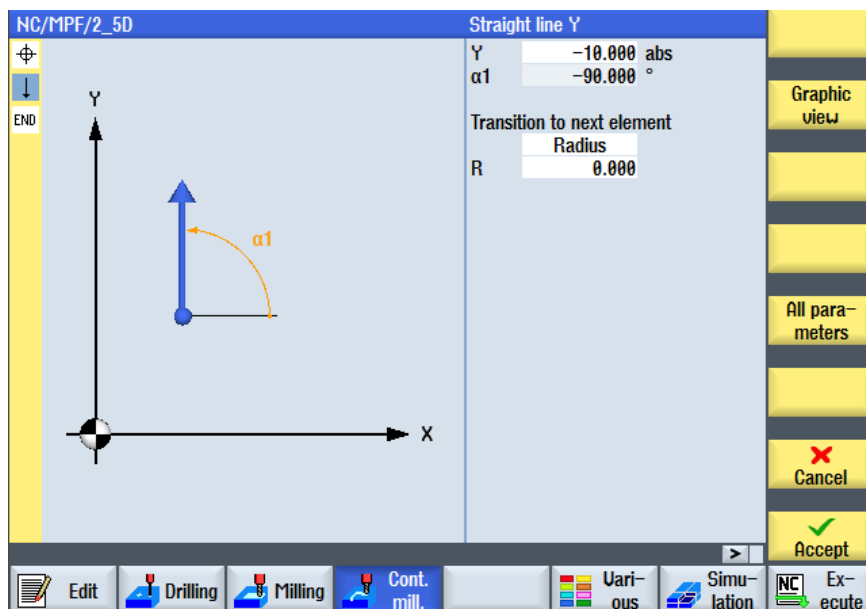 NC/MPF/2_5D
Straight line Y
END
Y
α1
X
Y -10.000 abs
α1 -90.000 °
Transition to next element
Radius
R 0.000
Graphic
view
All para-
meters
Cancel
Accept
>
Edit
Drilling
Milling
Cont.
mill.
Vari-
ous
Simu-
lation
NC
Ex-
ecute